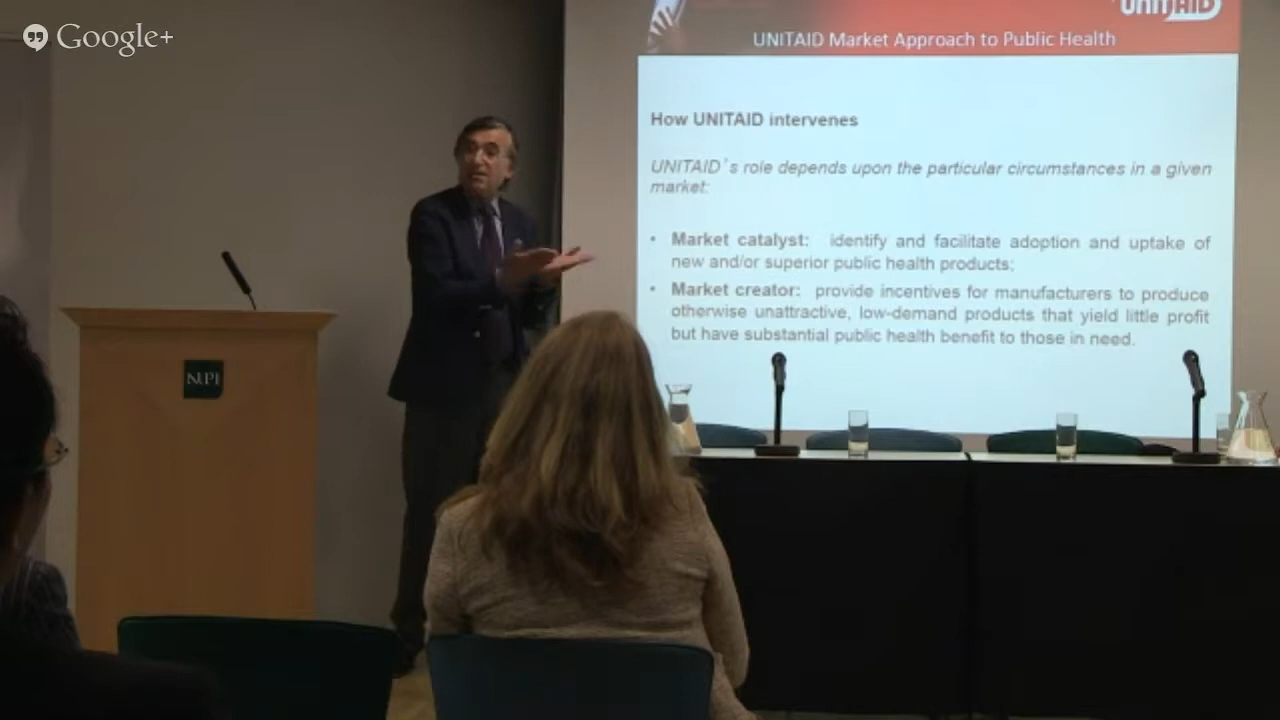 Google+
UNITAID
UNITAID Market Approach to Public Health
How UNITAID intervenes
UNITAID's role depends upon the particular circumstances in a given
market:
• Market catalyst: identify and facilitate adoption and uptake of
new and/or superior public health products;
• Market creator: provide incentives for manufacturers to produce
otherwise unattractive, low-demand products that yield little profit
but have substantial public health benefit to those in need.
NUPI